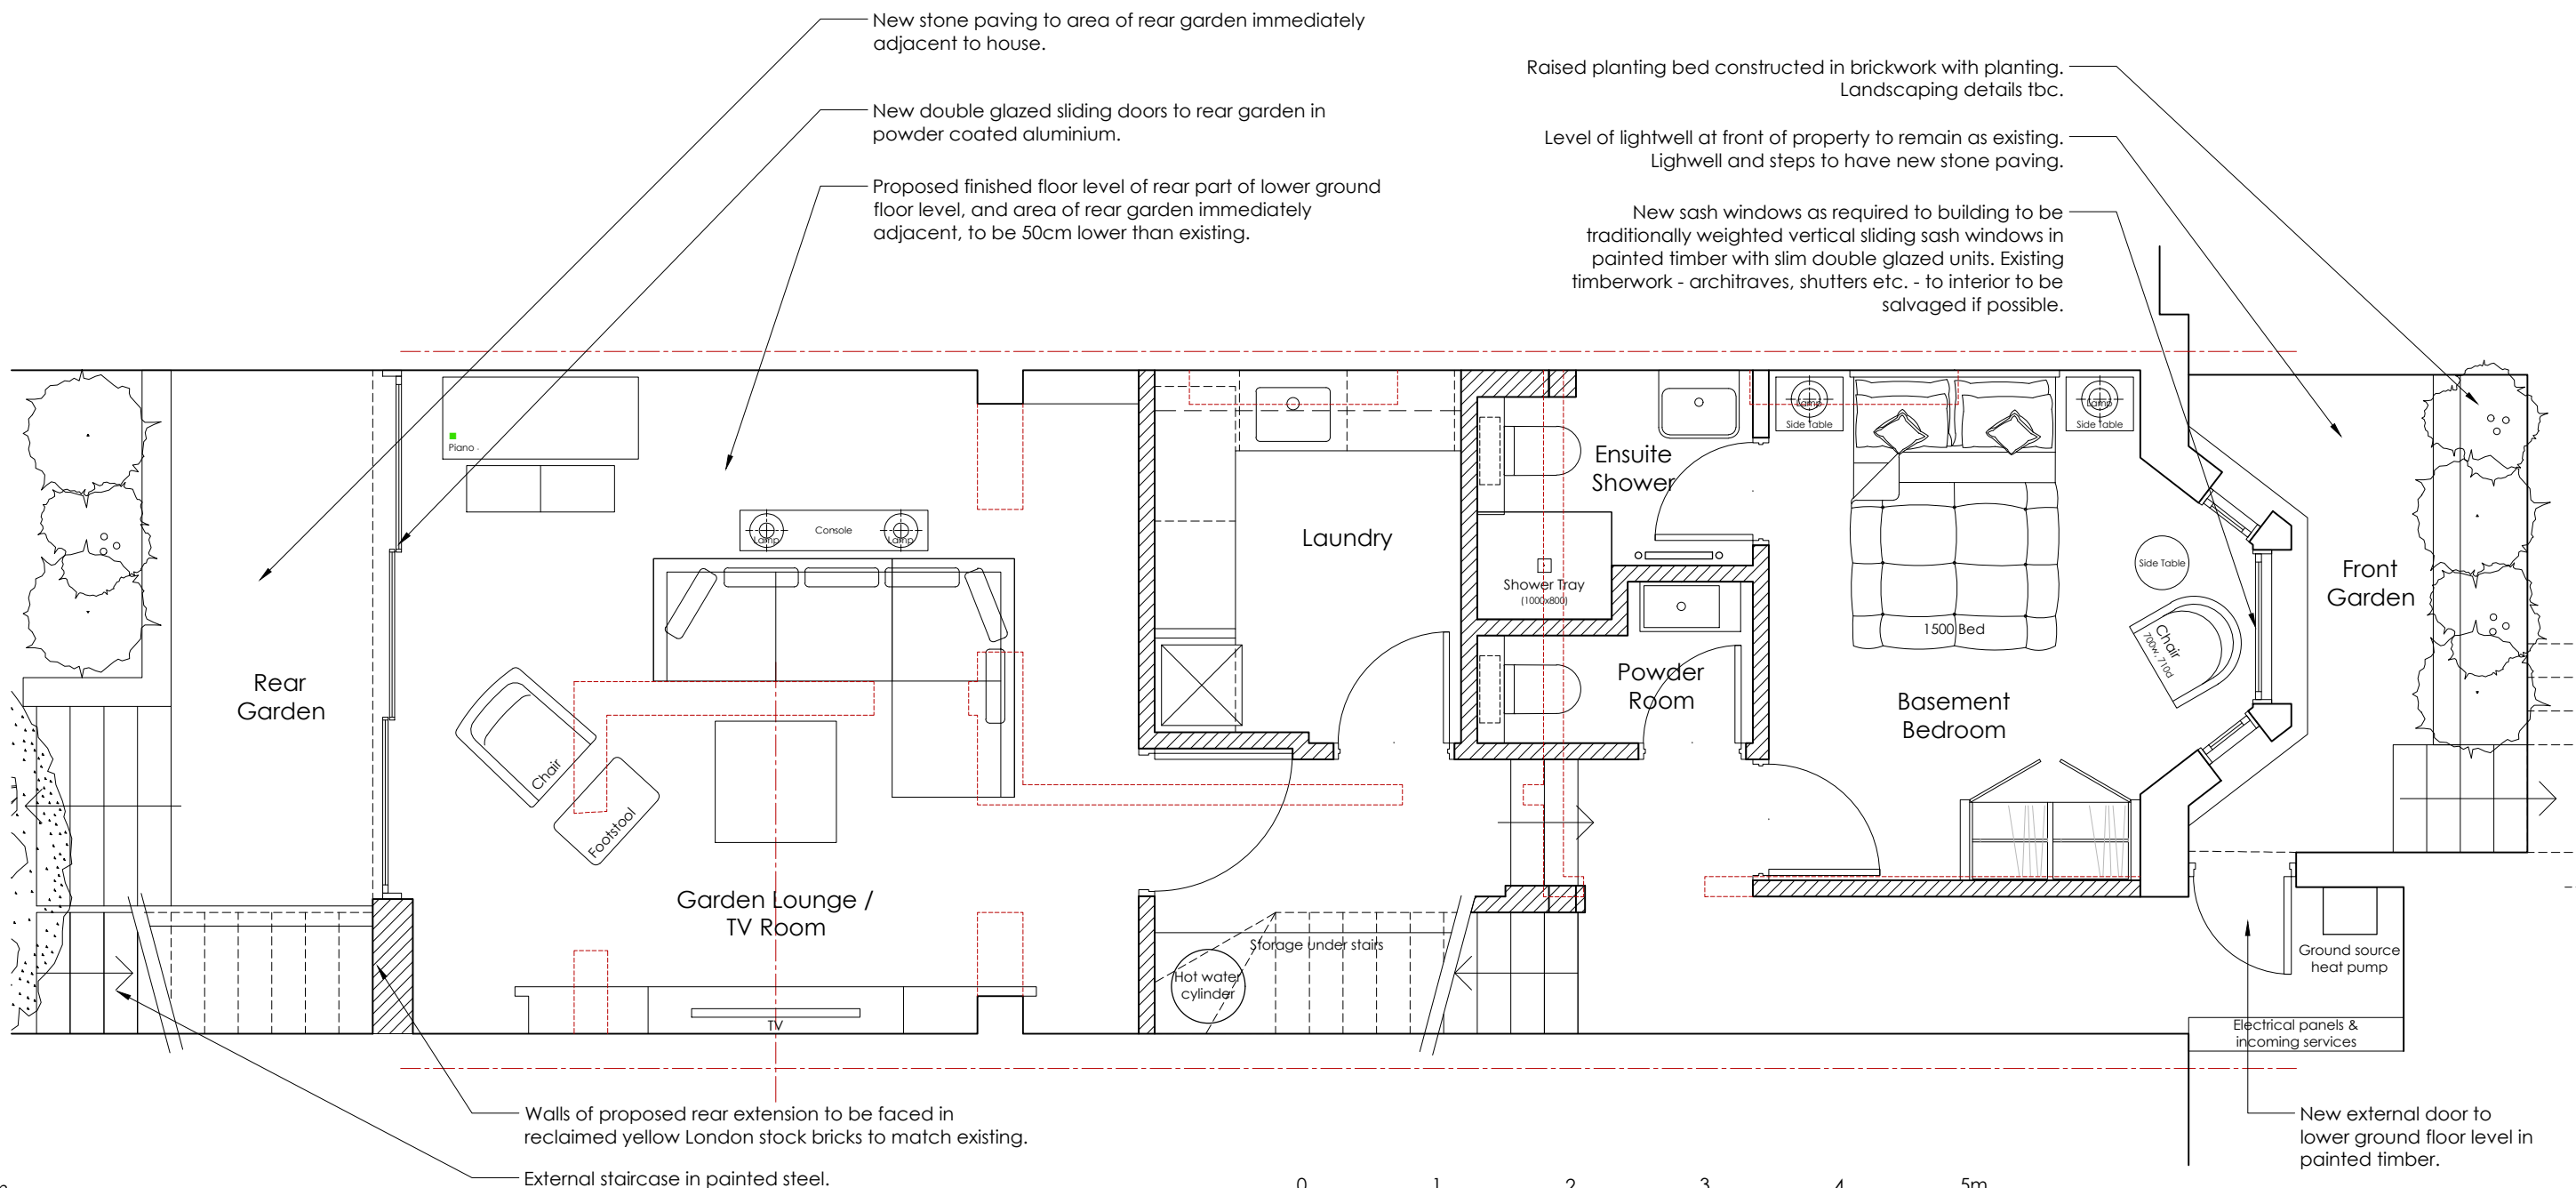 New stone paving to area of rear garden immediately
adjacent to house.
New double glazed sliding doors to rear garden in
powder coated aluminium.
Proposed finished floor level of rear part of lower ground
floor level, and area of rear garden immediately
adjacent, to be 50cm lower than existing.
Raised planting bed constructed in brickwork with planting.
Landscaping details tbc.
Level of lightwell at front of property to remain as existing.
Lighwell and steps to have new stone paving.
New sash windows as required to building to be
traditionally weighted vertical sliding sash windows in
painted timber with slim double glazed units. Existing
timberwork - architraves, shutters etc. - to interior to be
salvaged if possible.
Piano
Lamp
Console
Lamp
Rear
Garden
Chair
Footstool
Garden Lounge /
TV Room
TV
Laundry
Ensuite
Shower
Shower Tray
(1000x800)
Powder
Room
Lamp
Side Table
Lamp
Side Table
1500 Bed
Side Table
Chair
700w, 710d
Basement
Bedroom
Front
Garden
Storage under stairs
Hot water
cylinder
Ground source
heat pump
Electrical panels &
incoming services
Walls of proposed rear extension to be faced in
reclaimed yellow London stock bricks to match existing.
External staircase in painted steel.
New external door to
lower ground floor level in
painted timber.
0 1 2 3 4 5m